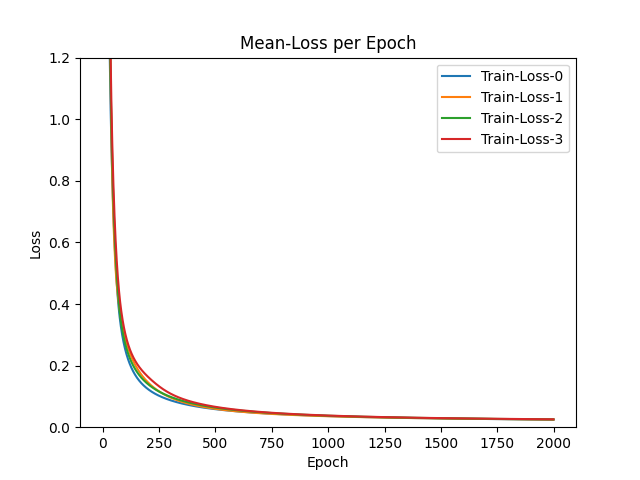 Mean-Loss per Epoch
1.2
1.0
0.8
0.6
0.4
0.2
0.0
Loss
Train-Loss-0
Train-Loss-1
Train-Loss-2
Train-Loss-3
0 250 500 750 1000 1250 1500 1750 2000
Epoch